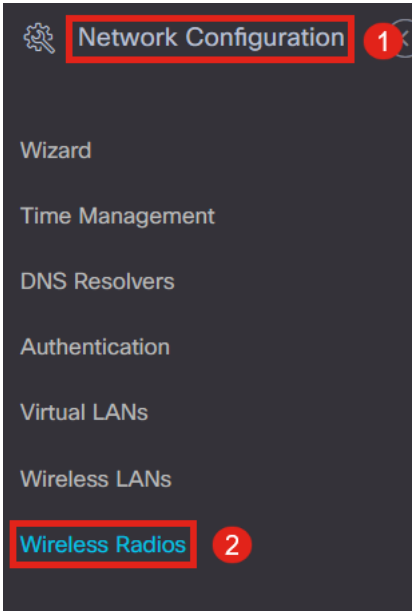 Network Configuration 1
Wizard
Time Management
DNS Resolvers
Authentication
Virtual LANs
Wireless LANs
Wireless Radios 2